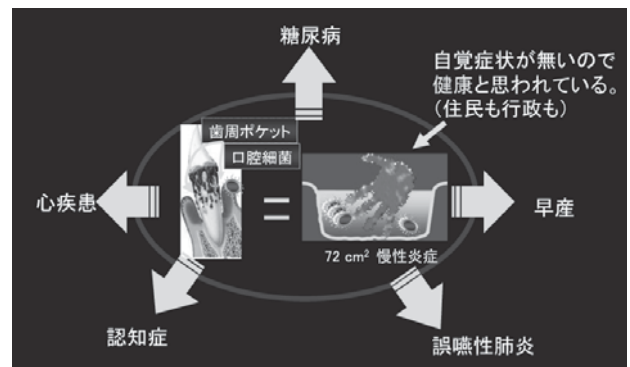 糖尿病
自覚症状が無いので
健康と思われている。
(住民も行政も)
歯周ポケット
口腔細菌
心疾患
=
早産
72 cm² 慢性炎症
認知症
誤嚥性肺炎